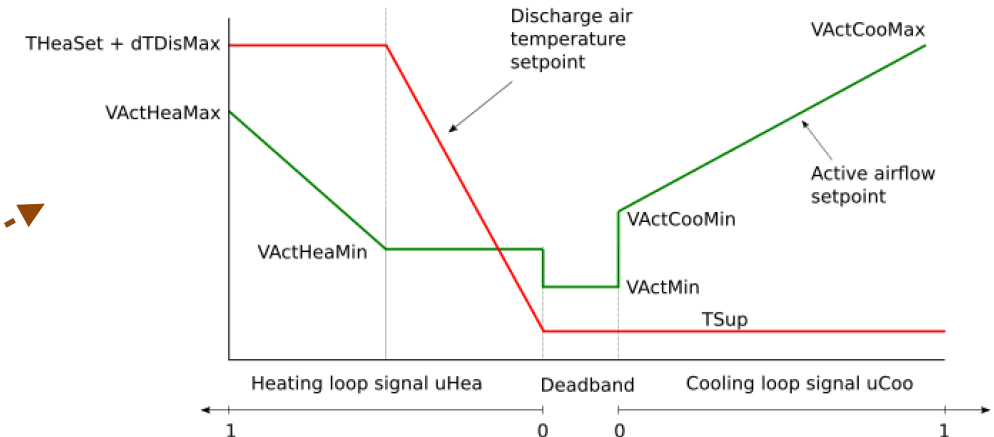 Discharge air
temperature
setpoint
VActCooMax
THeaSet + dTDisMax
VActHeaMax
Active airflow
setpoint
VActCooMin
VActHeaMin
VActMin
TSup
Heating loop signal uHea
Deadband
Cooling loop signal uCoo
1
0
0
1